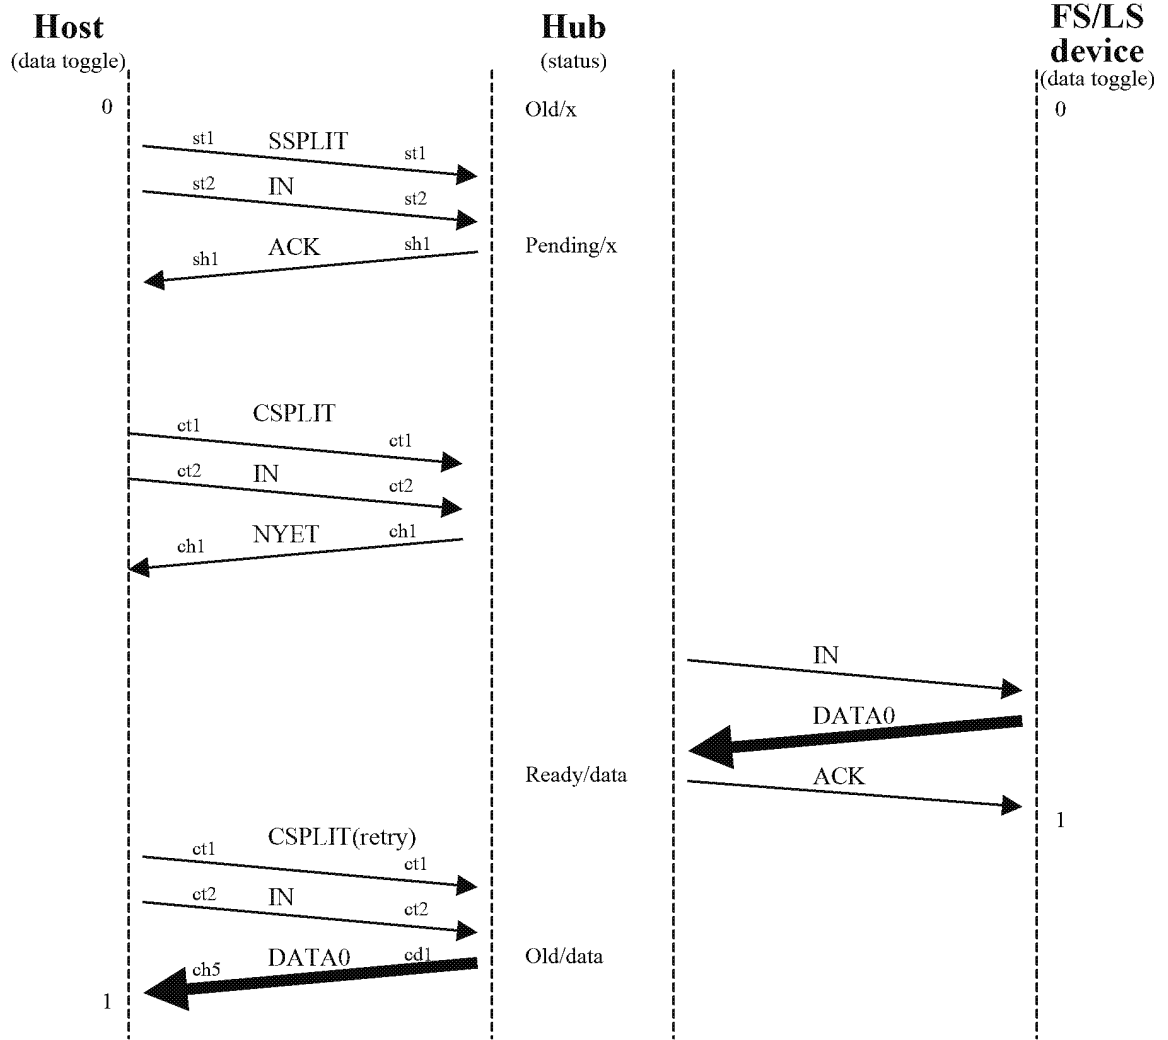 Host
(data toggle)
Hub
(status)
FS/LS
device
(data toggle)
0
Old/x
0
st1
SSPLIT
st1
st2
IN
st2
ACK
sh1
sh1
Pending/x
CSPLIT
ct1
ct1
ct2
IN
ct2
NYET
ch1
ch1
IN
DATA0
Ready/data
ACK
1
CSPLIT(retry)
ct1
ct1
ct2
IN
ct2
DATA0
cd1
ch5
Old/data
1